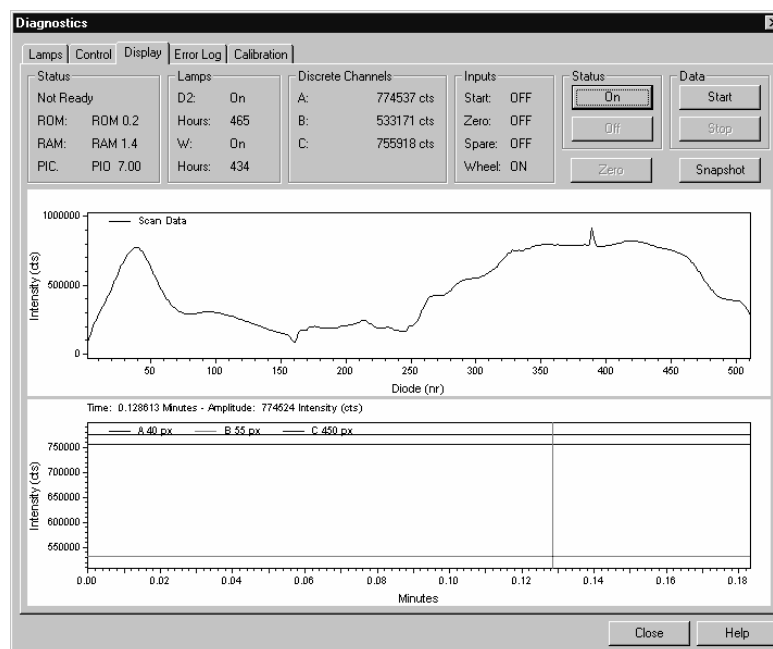 Diagnostics
Lamps Control Display Error Log Calibration
Status Lamps Discrete Channels Inputs Status Data
Not Ready D2: On A: 774537 cts Start: OFF On Start
ROM: ROM 0.2 Hours: 465 B: 533171 cts Zero: OFF Off Stop
RAM: RAM 1.4 W: On C: 755918 cts Spare: OFF
PIC. PIO 7.00 Hours: 434 Wheel: ON Zero Snapshot
1000000
Scan Data
Intensity (cts)
500000
0
50 100 150 200 250 300 350 400 450 500
Diode (nr)
Time: 0.128613 Minutes - Amplitude: 774524 Intensity (cts)
A 40 px B 55 px C 450 px
750000
700000
Intensity (cts)
650000
600000
550000
0.00 0.02 0.04 0.06 0.08 0.10 0.12 0.14 0.16 0.18
Minutes
Close Help